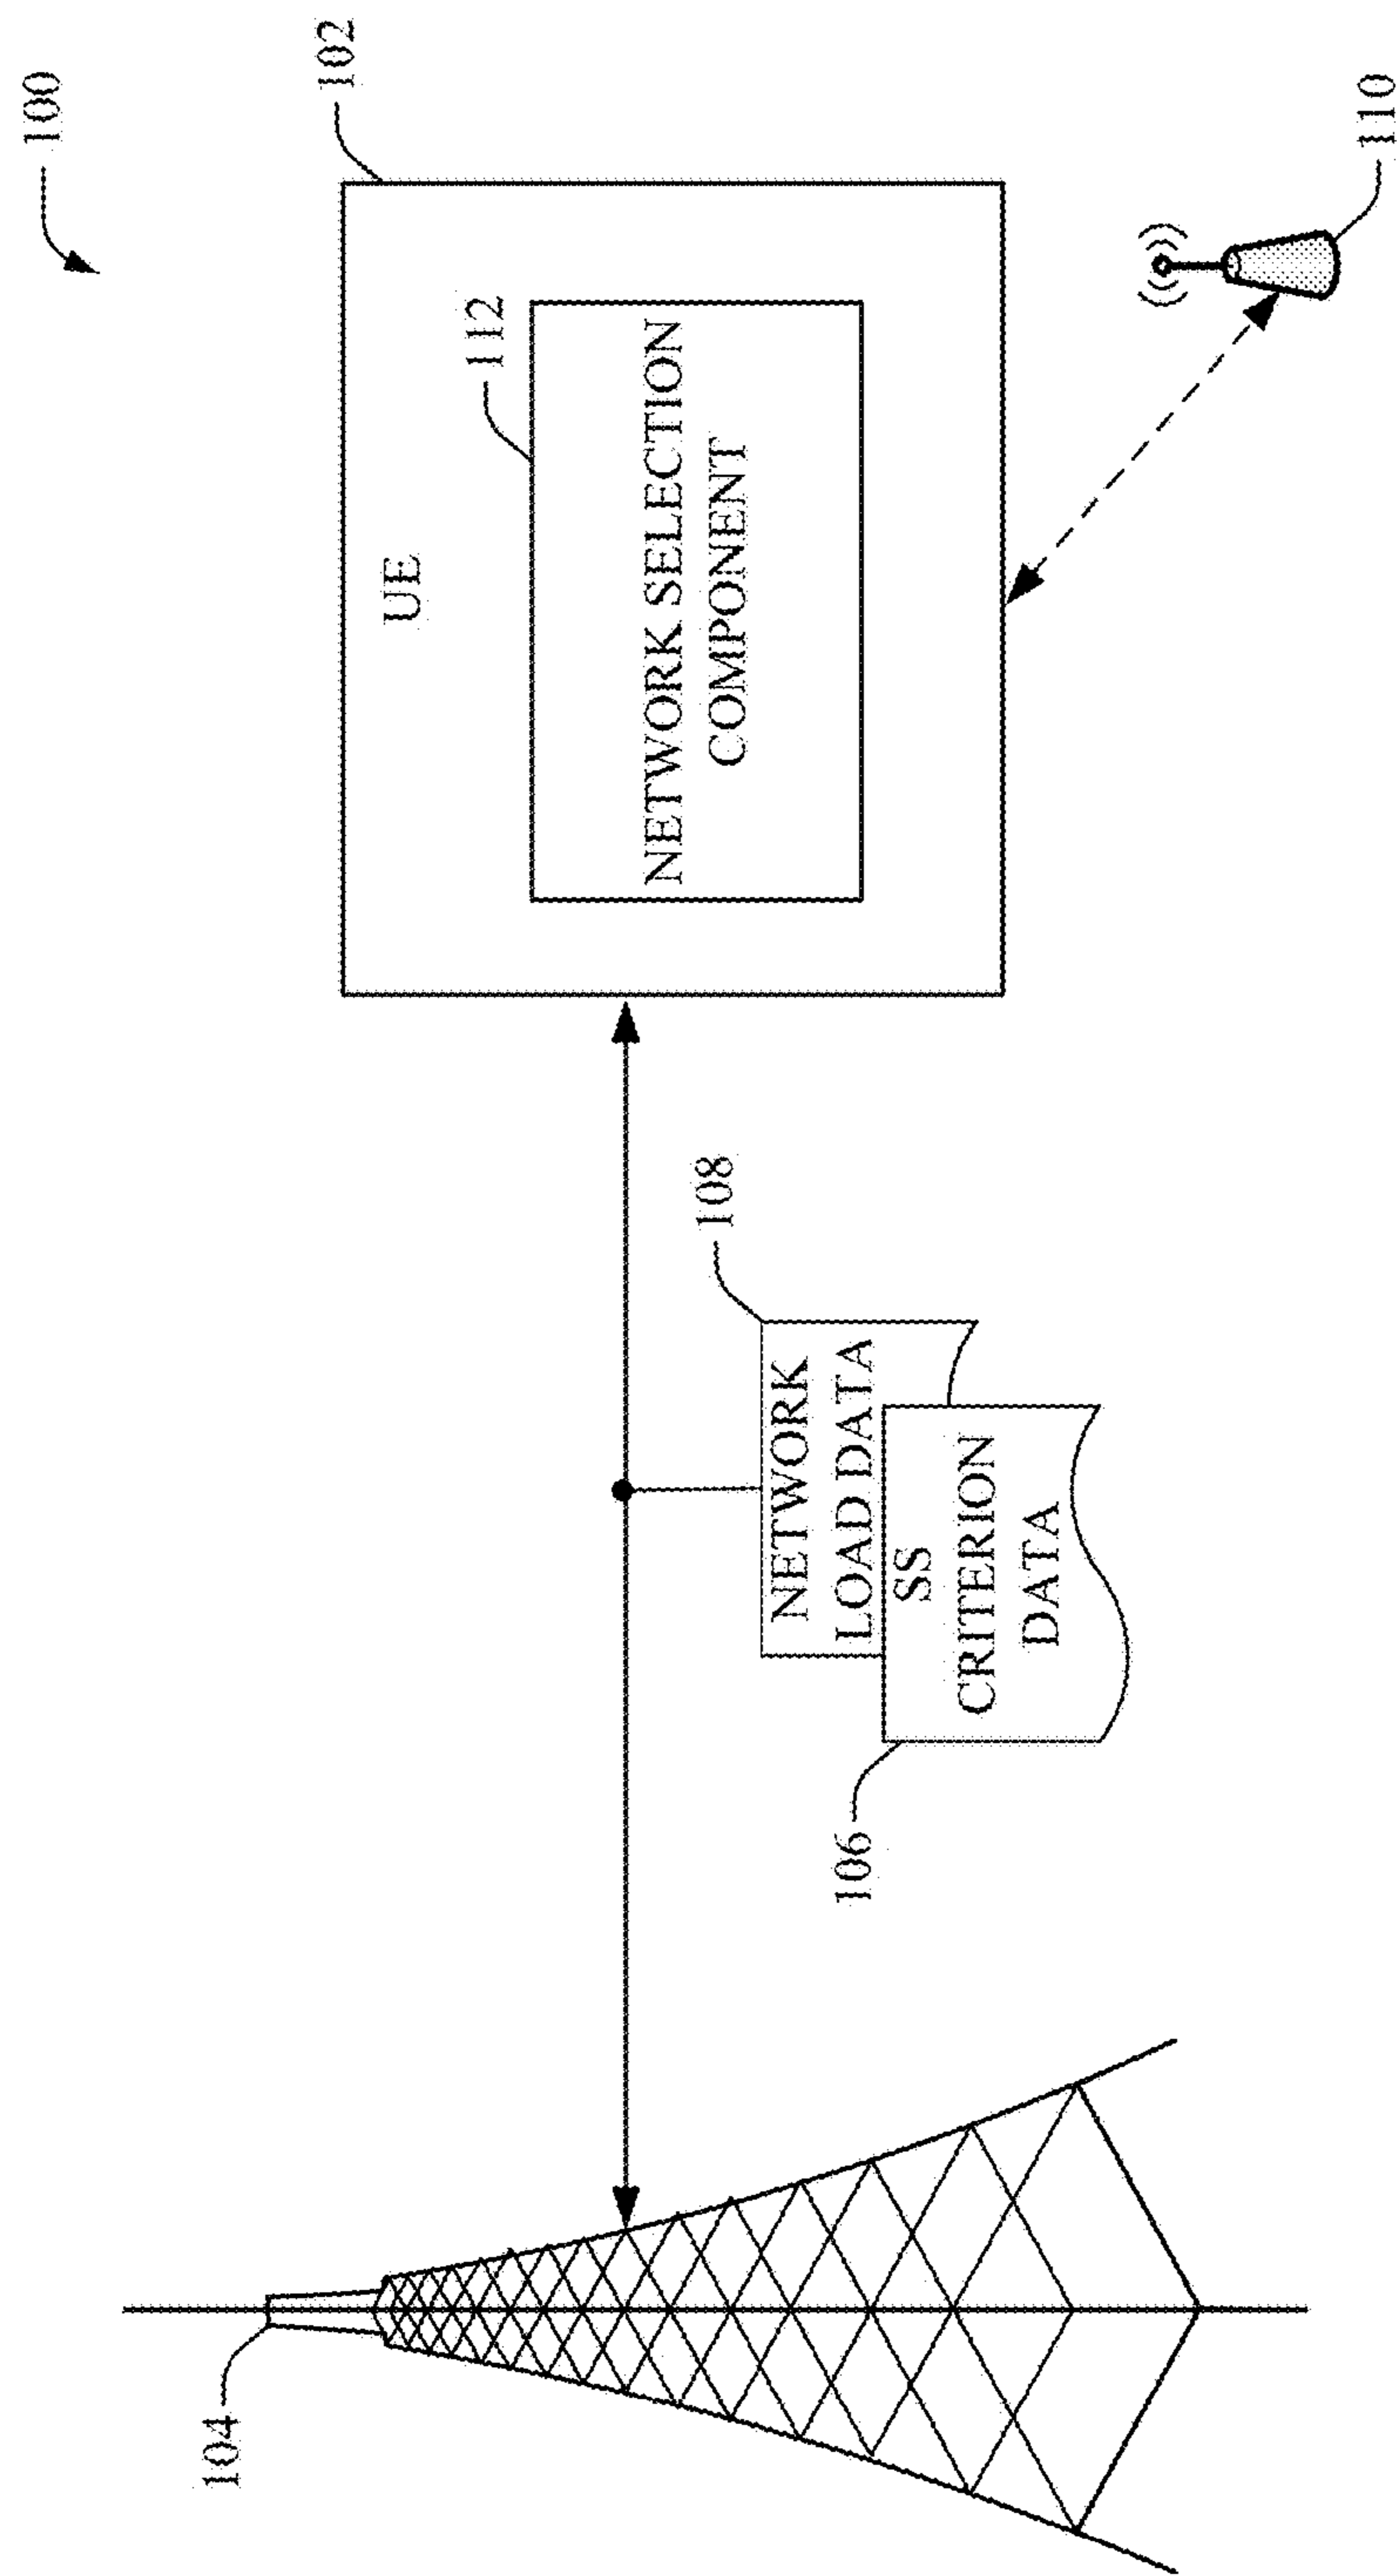 100
102
UE
112
NETWORK SELECTION
COMPONENT
108
NETWORK
LOAD DATA
SS
CRITERION
DATA
106
104
110